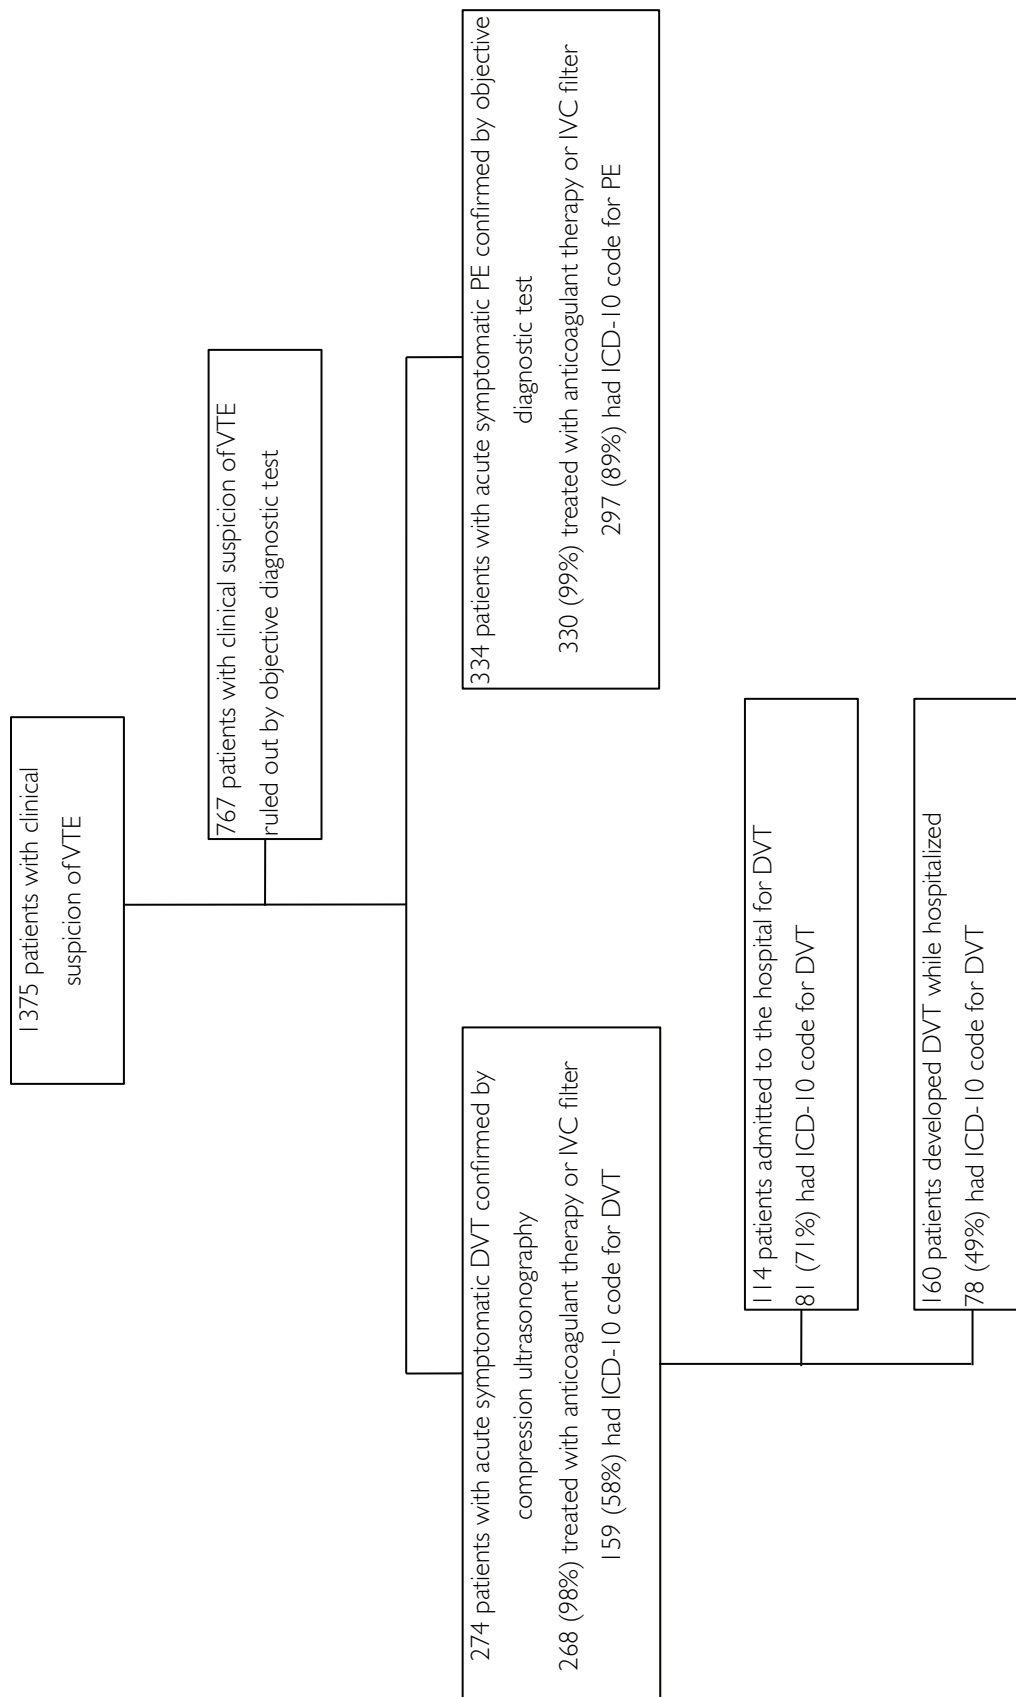 1375 patients with clinical
suspicion of VTE
767 patients with clinical suspicion of VTE
ruled out by objective diagnostic test
274 patients with acute symptomatic DVT confirmed by
compression ultrasonography
268 (98%) treated with anticoagulant therapy or IVC filter
159 (58%) had ICD-10 code for DVT
334 patients with acute symptomatic PE confirmed by objective
diagnostic test
330 (99%) treated with anticoagulant therapy or IVC filter
297 (89%) had ICD-10 code for PE
114 patients admitted to the hospital for DVT
81 (71%) had ICD-10 code for DVT
160 patients developed DVT while hospitalized
78 (49%) had ICD-10 code for DVT